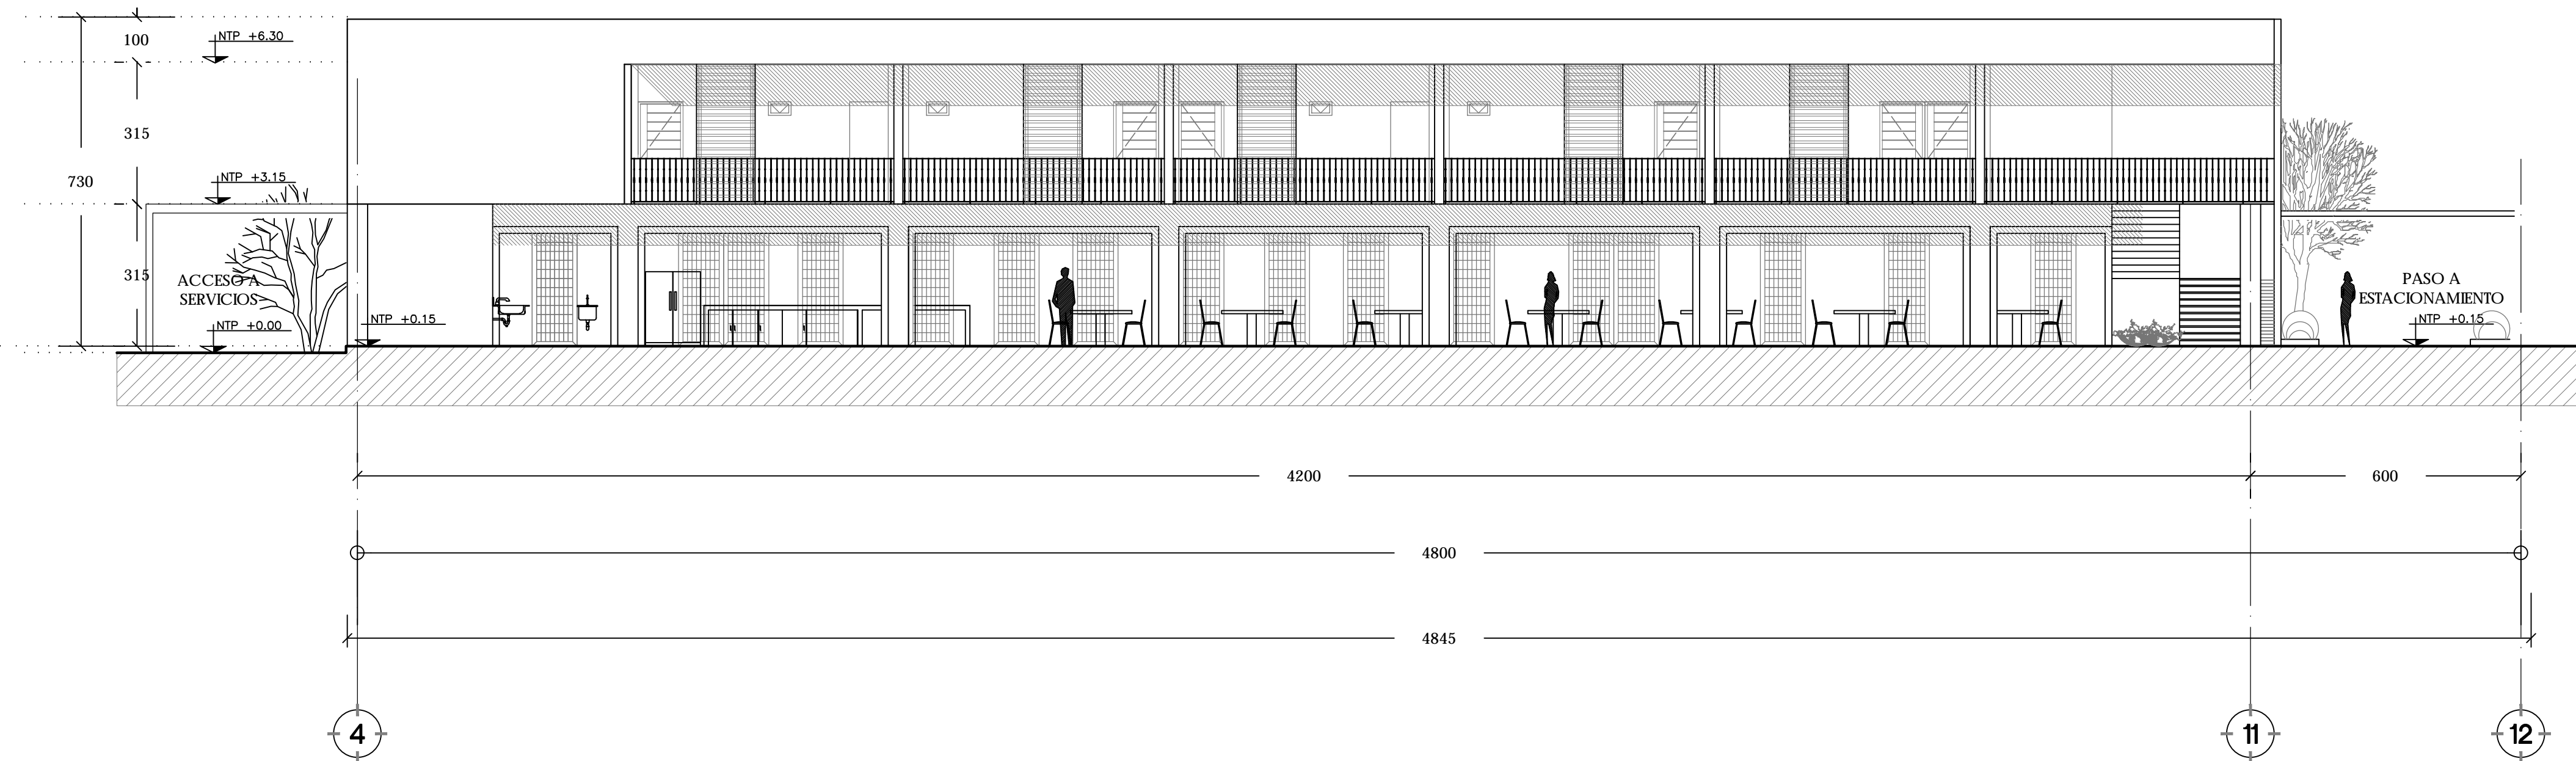 100
NTP +6.30
315
730
NTP +3.15
315
ACCESO A
SERVICIOS
NTP +0.00
NTP +0.15
PASO A
ESTACIONAMIENTO
NTP +0.15
4200
600
4800
4845
4
11
12